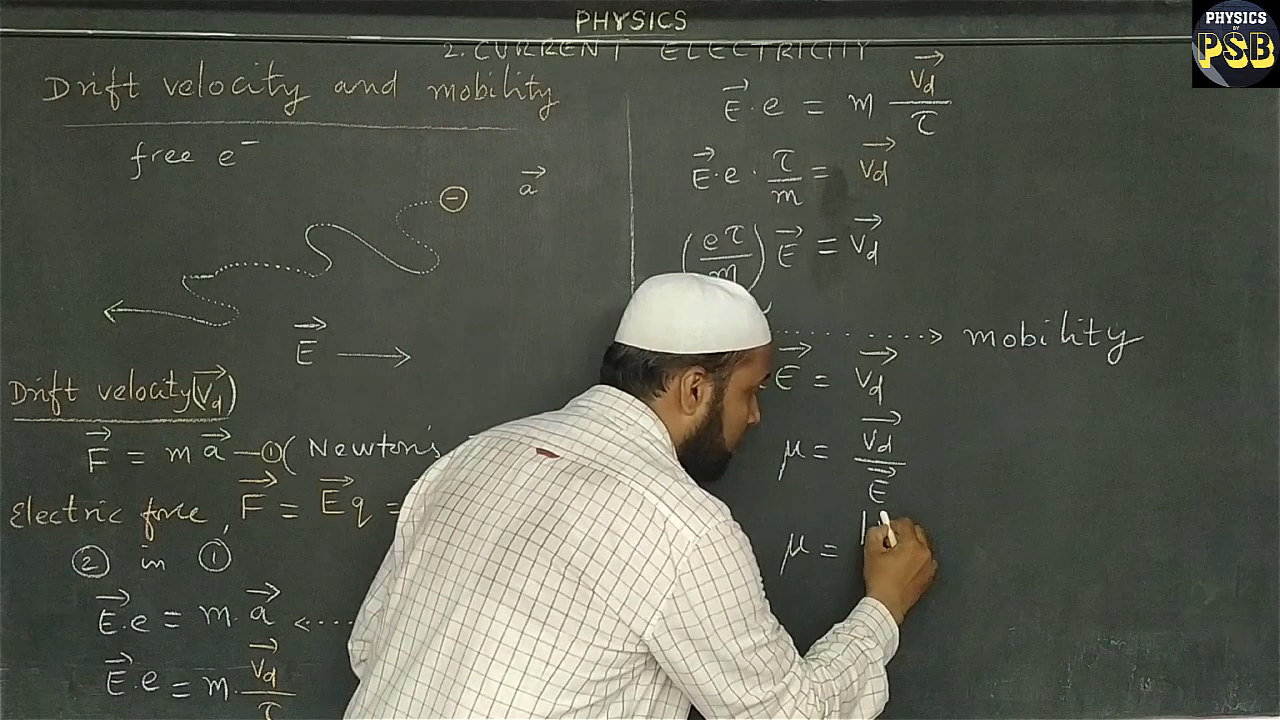 PHYSICS
PHYSICS
BY
PSB
2. CURRENT ELECTRICITY
Drift velocity and mobility
free e⁻
a⃗
E⃗ →
Drift velocity (v⃗d)
F⃗ = m a⃗ —①( Newton's
Electric force, F⃗ = E⃗q =
② in ①
E⃗.e = m. a⃗ <....
E⃗.e = m. v⃗d/τ
E⃗.e = m v⃗d/τ
E⃗.e . τ/m = v⃗d
(eτ/m) E⃗ = v⃗d
......> mobility
E⃗ = v⃗d
μ = v⃗d/E⃗
μ = |